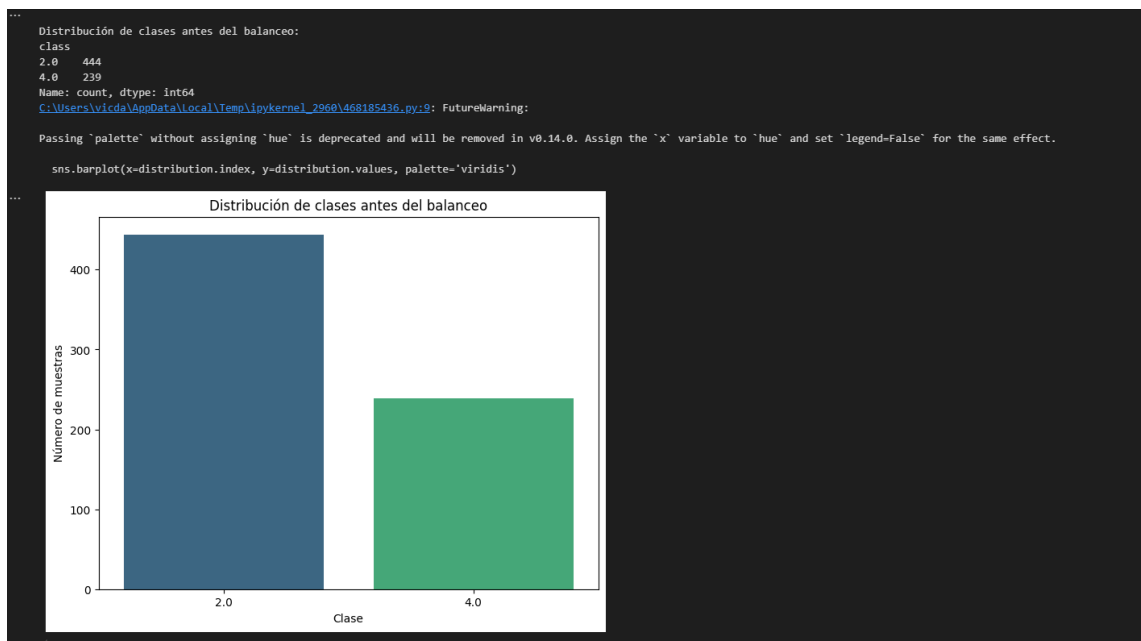 ...
Distribución de clases antes del balanceo:
class
2.0    444
4.0    239
Name: count, dtype: int64
C:\Users\vicda\AppData\Local\Temp\ipykernel_2960\468185436.py:9: FutureWarning:
Passing `palette` without assigning `hue` is deprecated and will be removed in v0.14.0. Assign the `x` variable to `hue` and set `legend=False` for the same effect.
sns.barplot(x=distribution.index, y=distribution.values, palette='viridis')
...
Distribución de clases antes del balanceo
400
300
200
100
0
Número de muestras
2.0 4.0
Clase